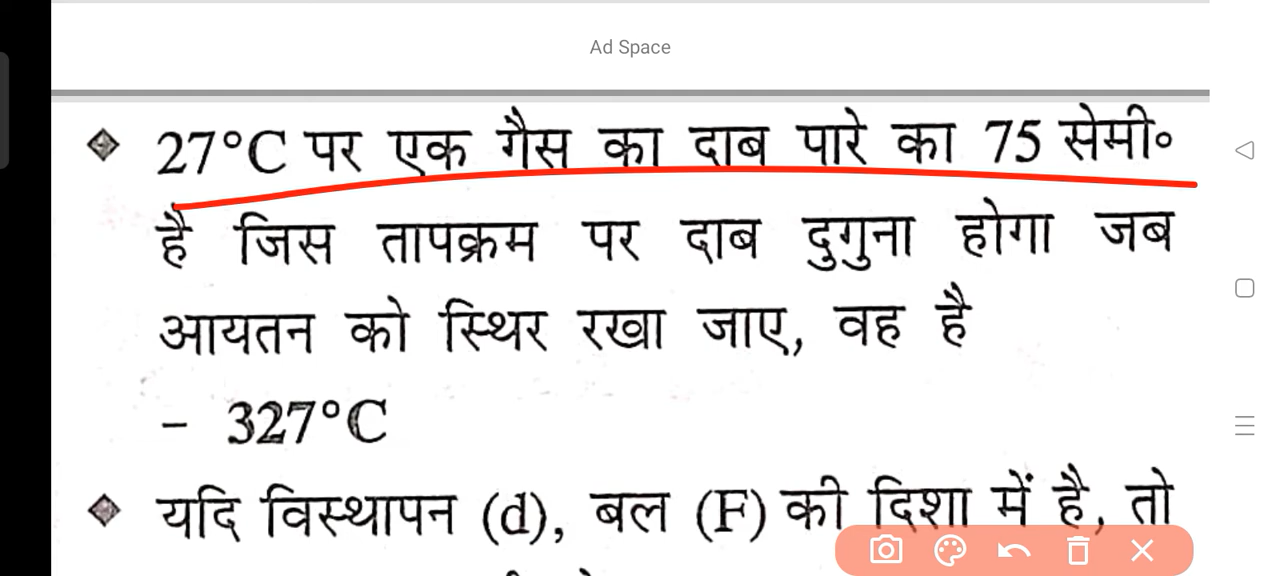 Ad Space
27°C पर एक गैस का दाब पारे का 75 सेमी॰
है जिस तापक्रम पर दाब दुगुना होगा जब
आयतन को स्थिर रखा जाए, वह है
– 327°C
यदि विस्थापन (d), बल (F) की दिशा में है, तो